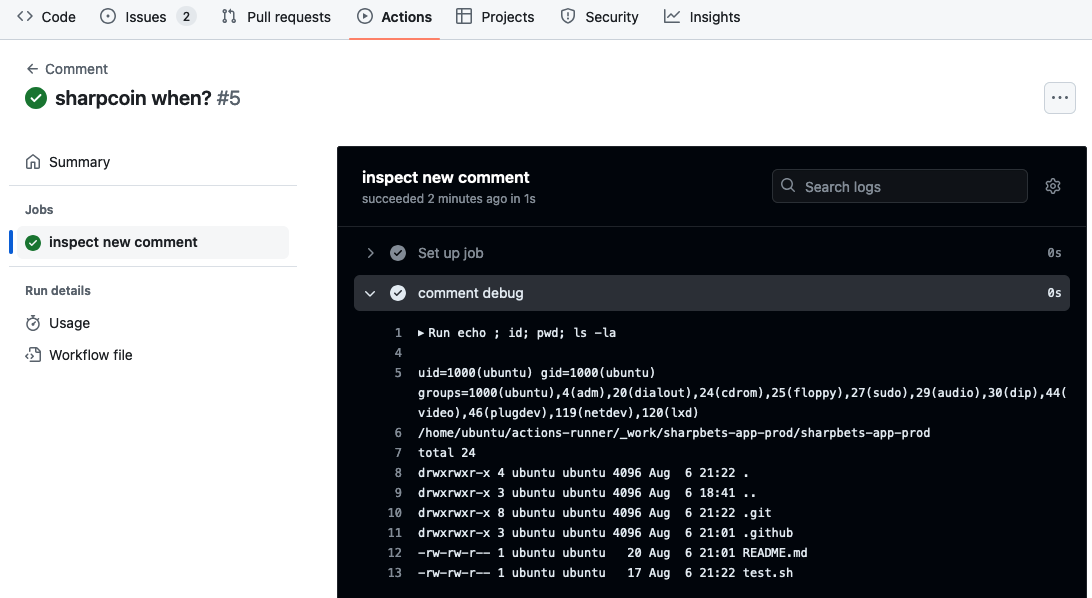 Code Issues 2 Pull requests Actions Projects Security Insights
Comment
sharpcoin when? #5
Summary
Jobs
inspect new comment
Run details
Usage
Workflow file
inspect new comment
succeeded 2 minutes ago in 1s
Search logs
Set up job 0s
comment debug 0s
1 Run echo ; id; pwd; ls -la
4
5 uid=1000(ubuntu) gid=1000(ubuntu)
groups=1000(ubuntu),4(adm),20(dialout),24(cdrom),25(floppy),27(sudo),29(audio),30(dip),44(
video),46(plugdev),119(netdev),120(lxd)
6 /home/ubuntu/actions-runner/_work/sharpbets-app-prod/sharpbets-app-prod
7 total 24
8 drwxrwxr-x 4 ubuntu ubuntu 4096 Aug  6 21:22 .
9 drwxrwxr-x 3 ubuntu ubuntu 4096 Aug  6 18:41 ..
10 drwxrwxr-x 8 ubuntu ubuntu 4096 Aug  6 21:22 .git
11 drwxrwxr-x 3 ubuntu ubuntu 4096 Aug  6 21:01 .github
12 -rw-rw-r-- 1 ubuntu ubuntu   20 Aug  6 21:01 README.md
13 -rw-rw-r-- 1 ubuntu ubuntu   17 Aug  6 21:22 test.sh